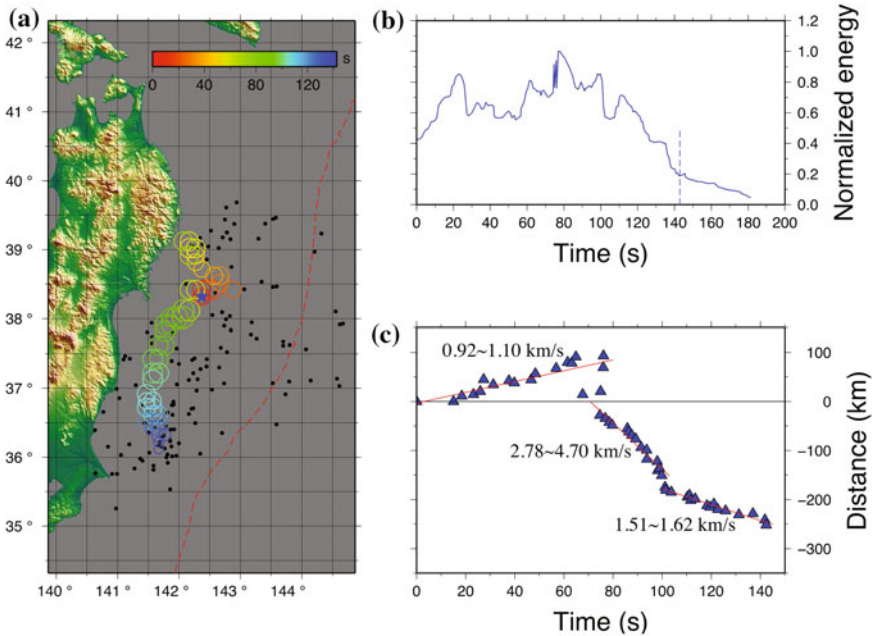 (a)
42 °
41 °
40 °
39 °
38 °
37 °
36 °
35 °
140 ° 141 ° 142 ° 143 ° 144 °
s
0 40 80 120
(b)
1.2
1.0
0.8
0.6
0.4
0.2
0.0
Normalized energy
0 20 40 60 80 100 120 140 160 180 200
Time (s)
(c)
0.92~1.10 km/s
2.78~4.70 km/s
1.51~1.62 km/s
100
0
−100
−200
−300
Distance (km)
0 20 40 60 80 100 120 140
Time (s)